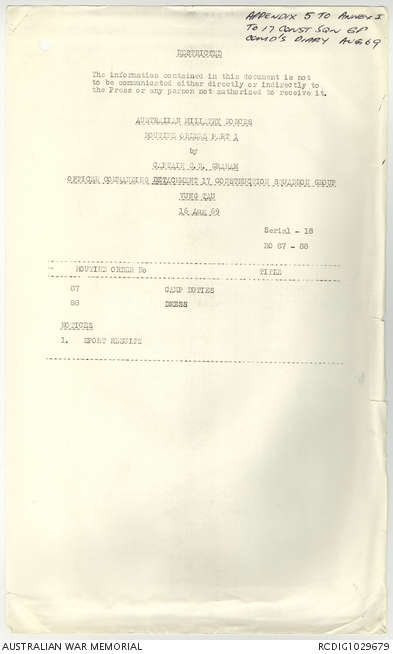 APPENDIX 5 TO ANNEX I
TO 17 CONST SQN GP
COMD'S DIARY AUG 69
RESTRICTED
The information contained in this document is not
to be communicated either directly or indirectly to
the Press or any person not authorized to receive it.
AUSTRALIAN MILITARY FORCES
ROUTINE ORDERS PART 1
by
CAPTAIN GRAHAM
OFFICER COMMANDING DETACHMENT 17 CONSTRUCTION SQUADRON GROUP
VUNG TAU
16 Aug 69
Serial - 18
RO 87 - 88
ROUTINE ORDER No TITLE
87 CAMP DUTIES
88 DRESS
NOTICES
1. SPORT RESULTS
AUSTRALIAN WAR MEMORIAL
RCDIG1029679